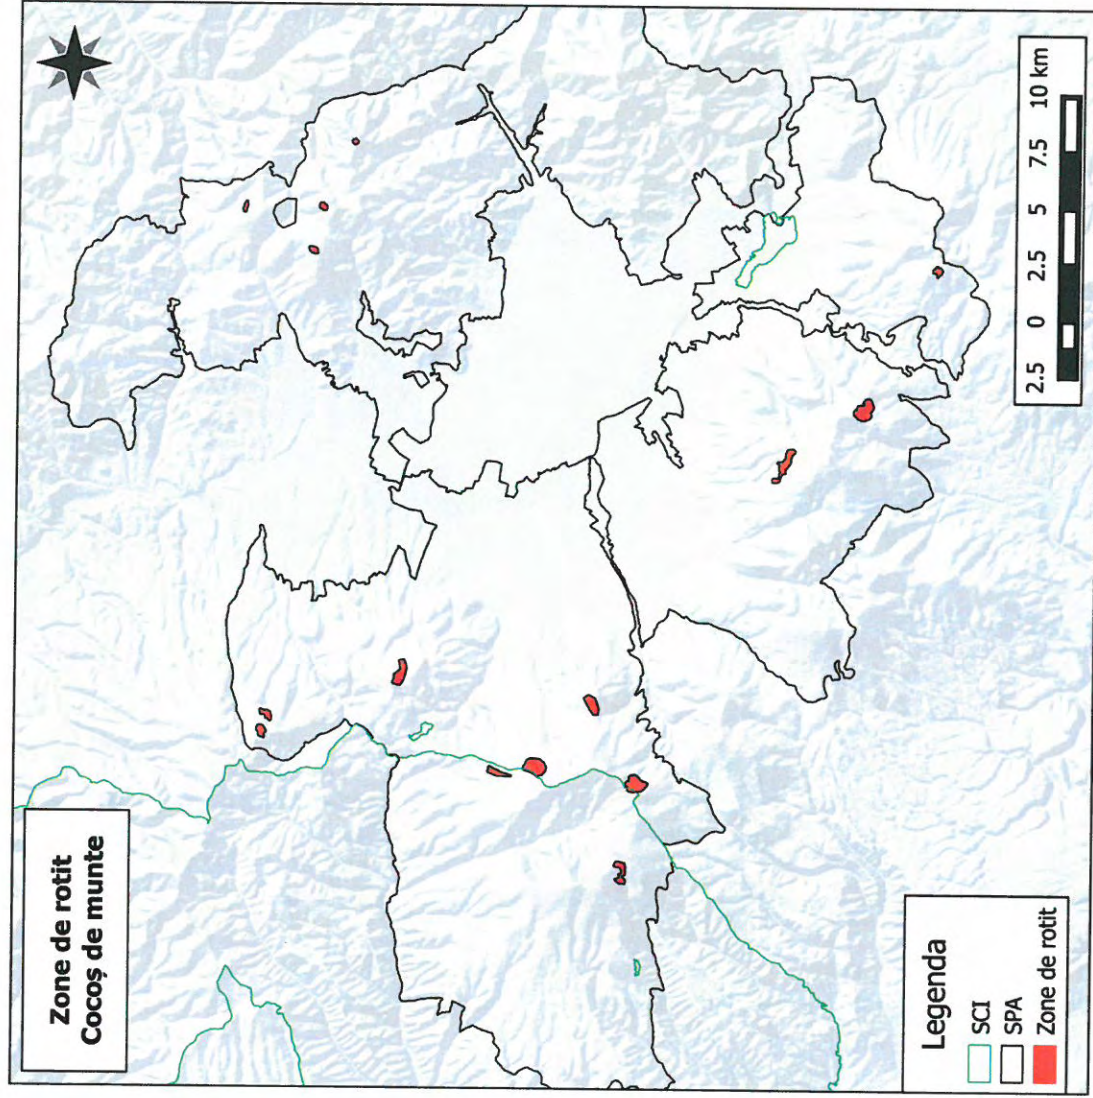 Zone de rotit
Cocoș de munte
2.5 0 2.5 5 7.5 10 km
Legenda
SCI
SPA
Zone de rotit